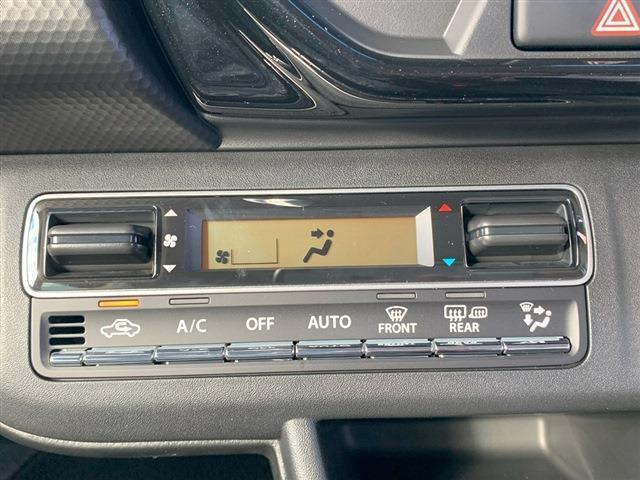 A/C OFF AUTO FRONT REAR